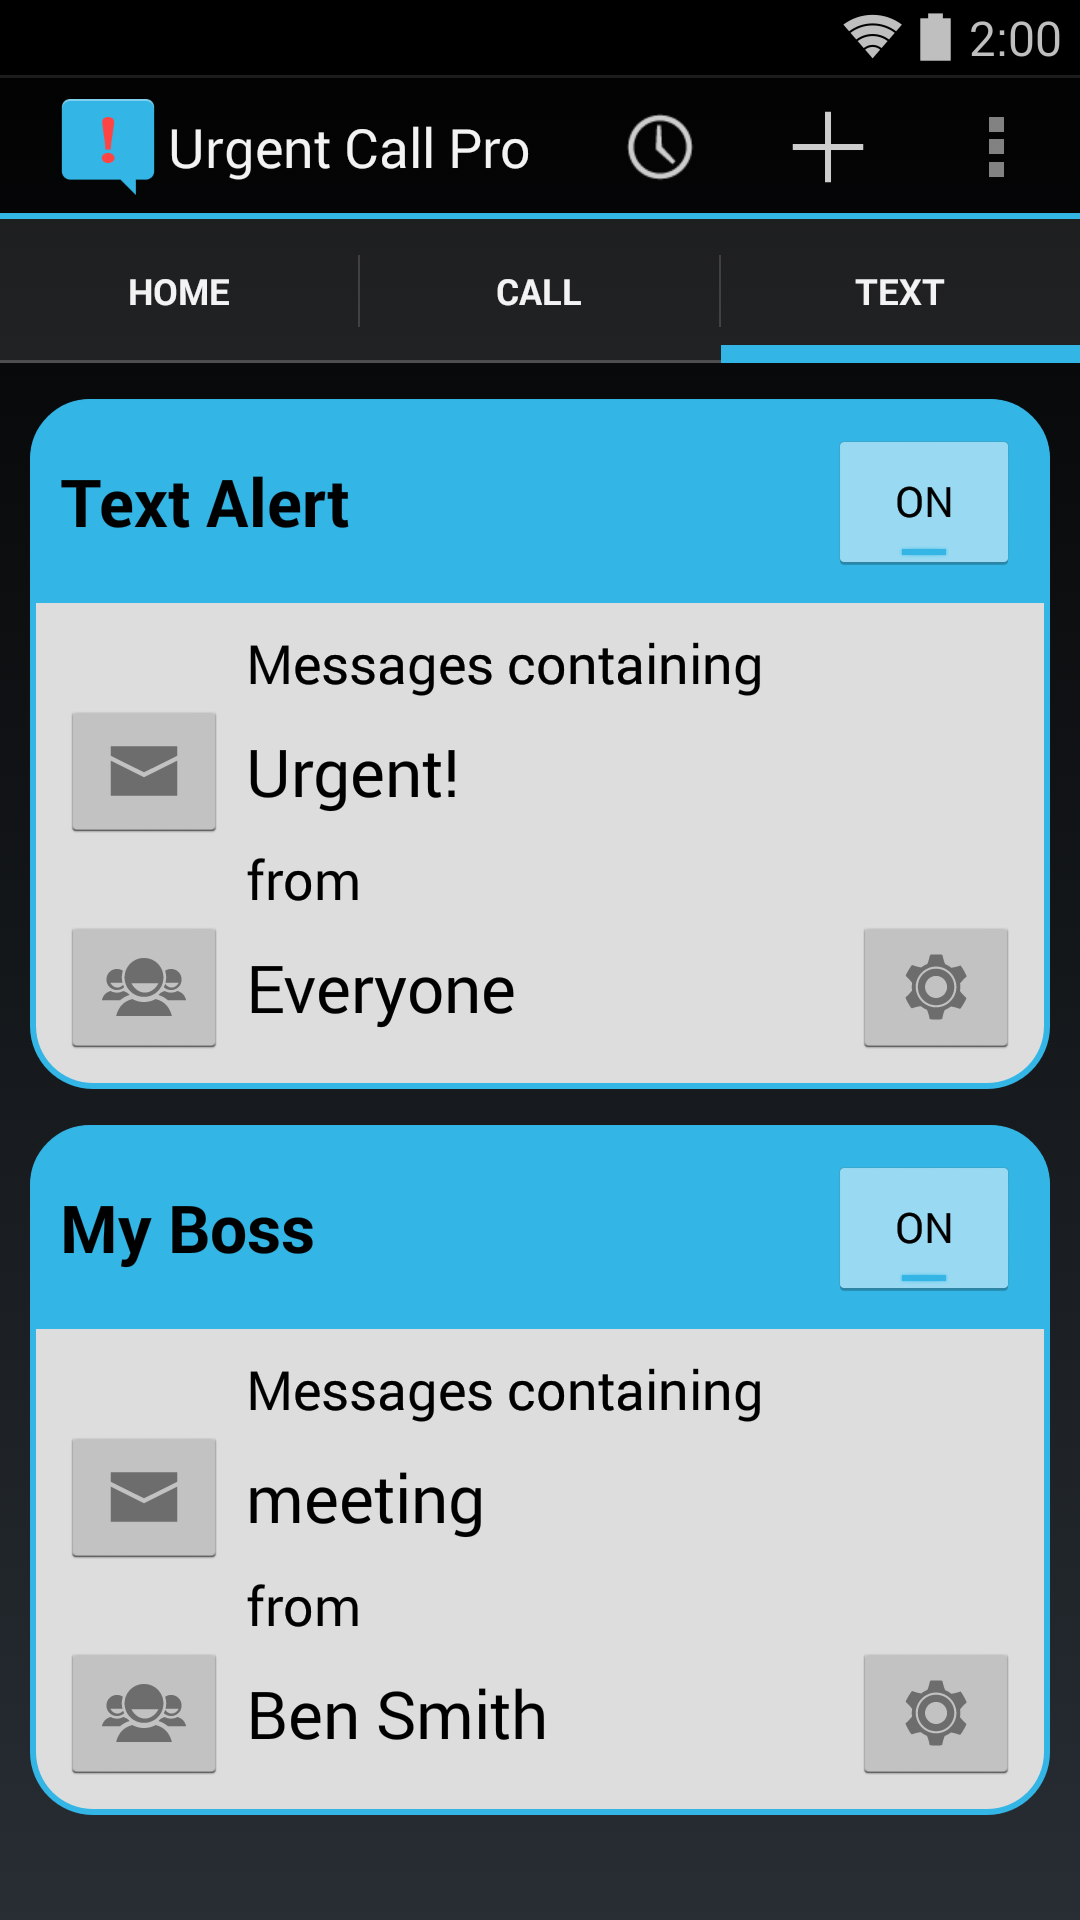 2:00
Urgent Call Pro
HOME
CALL
TEXT
Text Alert
ON
Messages containing
Urgent!
from
Everyone
My Boss
ON
Messages containing
meeting
from
Ben Smith